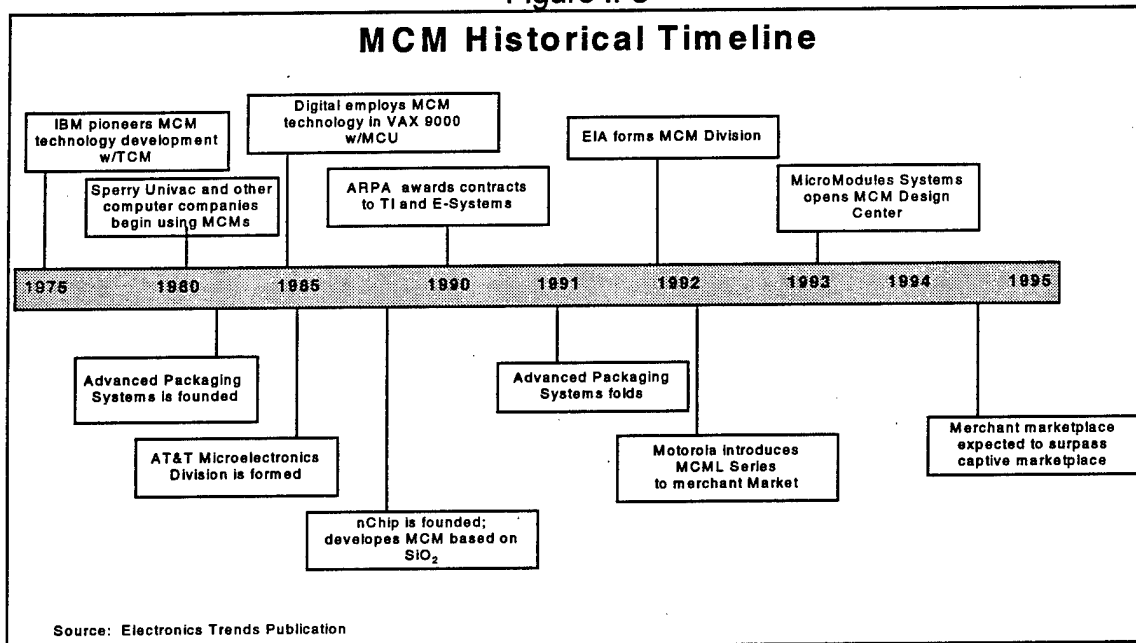 MCM Historical Timeline
IBM pioneers MCM
technology development
w/TCM
Digital employs MCM
technology in VAX 9000
w/MCU
EIA forms MCM Division
Sperry Univac and other
computer companies
begin using MCMs
ARPA awards contracts
to TI and E-Systems
MicroModules Systems
opens MCM Design
Center
1975 1980 1985 1990 1991 1992 1993 1994 1995
Advanced Packaging
Systems is founded
Advanced Packaging
Systems folds
AT&T Microelectronics
Division is formed
Motorola introduces
MCML Series
to merchant Market
Merchant marketplace
expected to surpass
captive marketplace
nChip is founded;
developes MCM based on
SiO₂
Source: Electronics Trends Publication